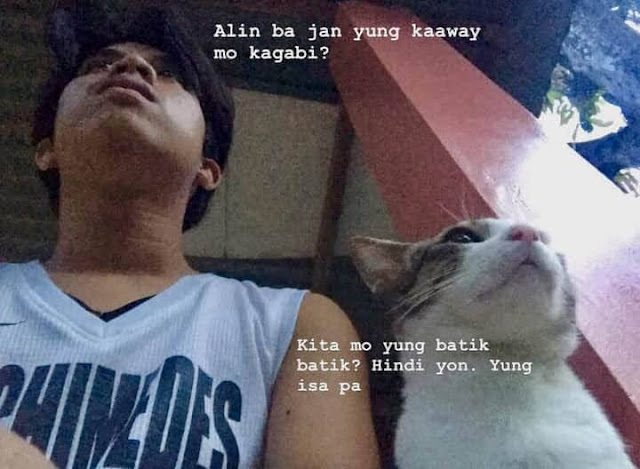 Alin ba jan yung kaaway
mo kagabi?
Kita mo yung batik
batik? Hindi yon. Yung
isa pa